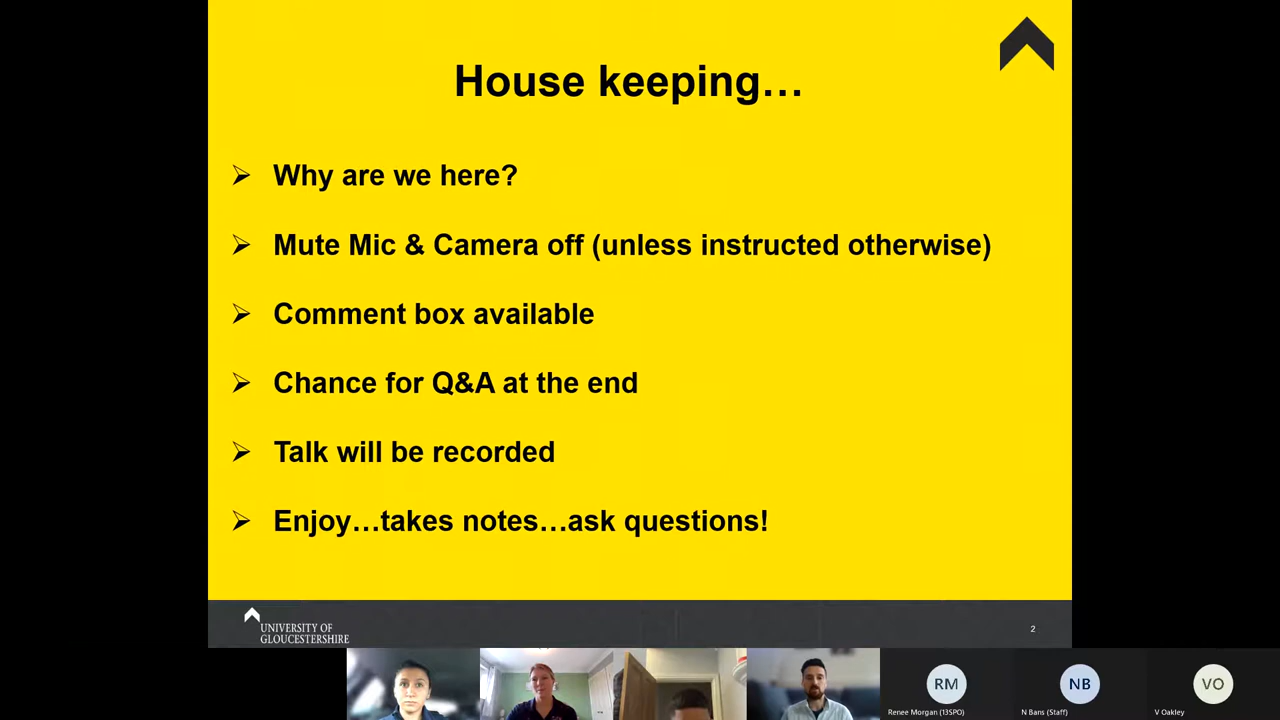 House keeping…
Why are we here?
Mute Mic & Camera off (unless instructed otherwise)
Comment box available
Chance for Q&A at the end
Talk will be recorded
Enjoy…takes notes…ask questions!
UNIVERSITY OF
GLOUCESTERSHIRE
2
RM
NB
VO
Renee Morgan (13SPO)
N Bans (Staff)
V Oakley